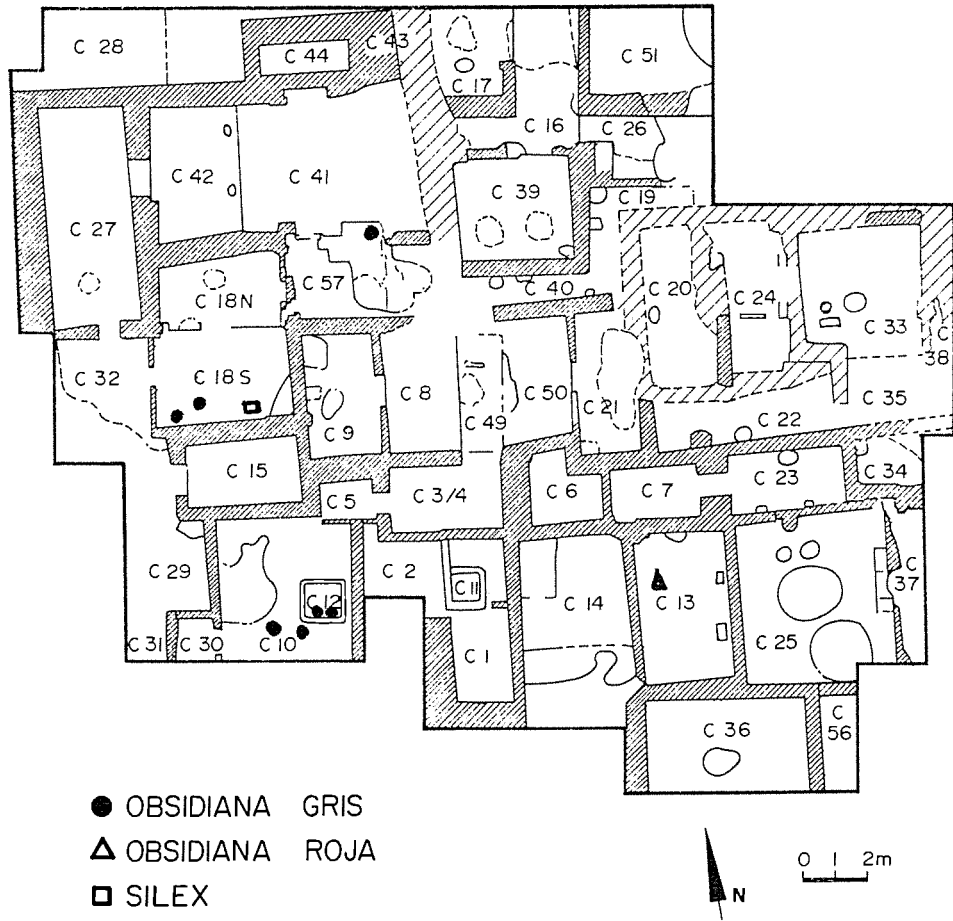 C 28
C 44
C 43
C 17
C 51
C 16
C 26
C 42
C 41
C 39
C 19
C 27
C 57
C 40
C 20
C 24
C 18N
C 33
C 38
C 32
C 18S
C 8
C 50
C 35
C 9
C 49
C 21
C 22
C 15
C 5
C 3/4
C 6
C 7
C 23
C 34
C 29
C 2
C 11
C 37
C 12
C 14
C 13
C 25
C 31
C 30
C 10
C 1
C 36
C 56
OBSIDIANA GRIS
OBSIDIANA ROJA
SILEX
N
0 1 2m